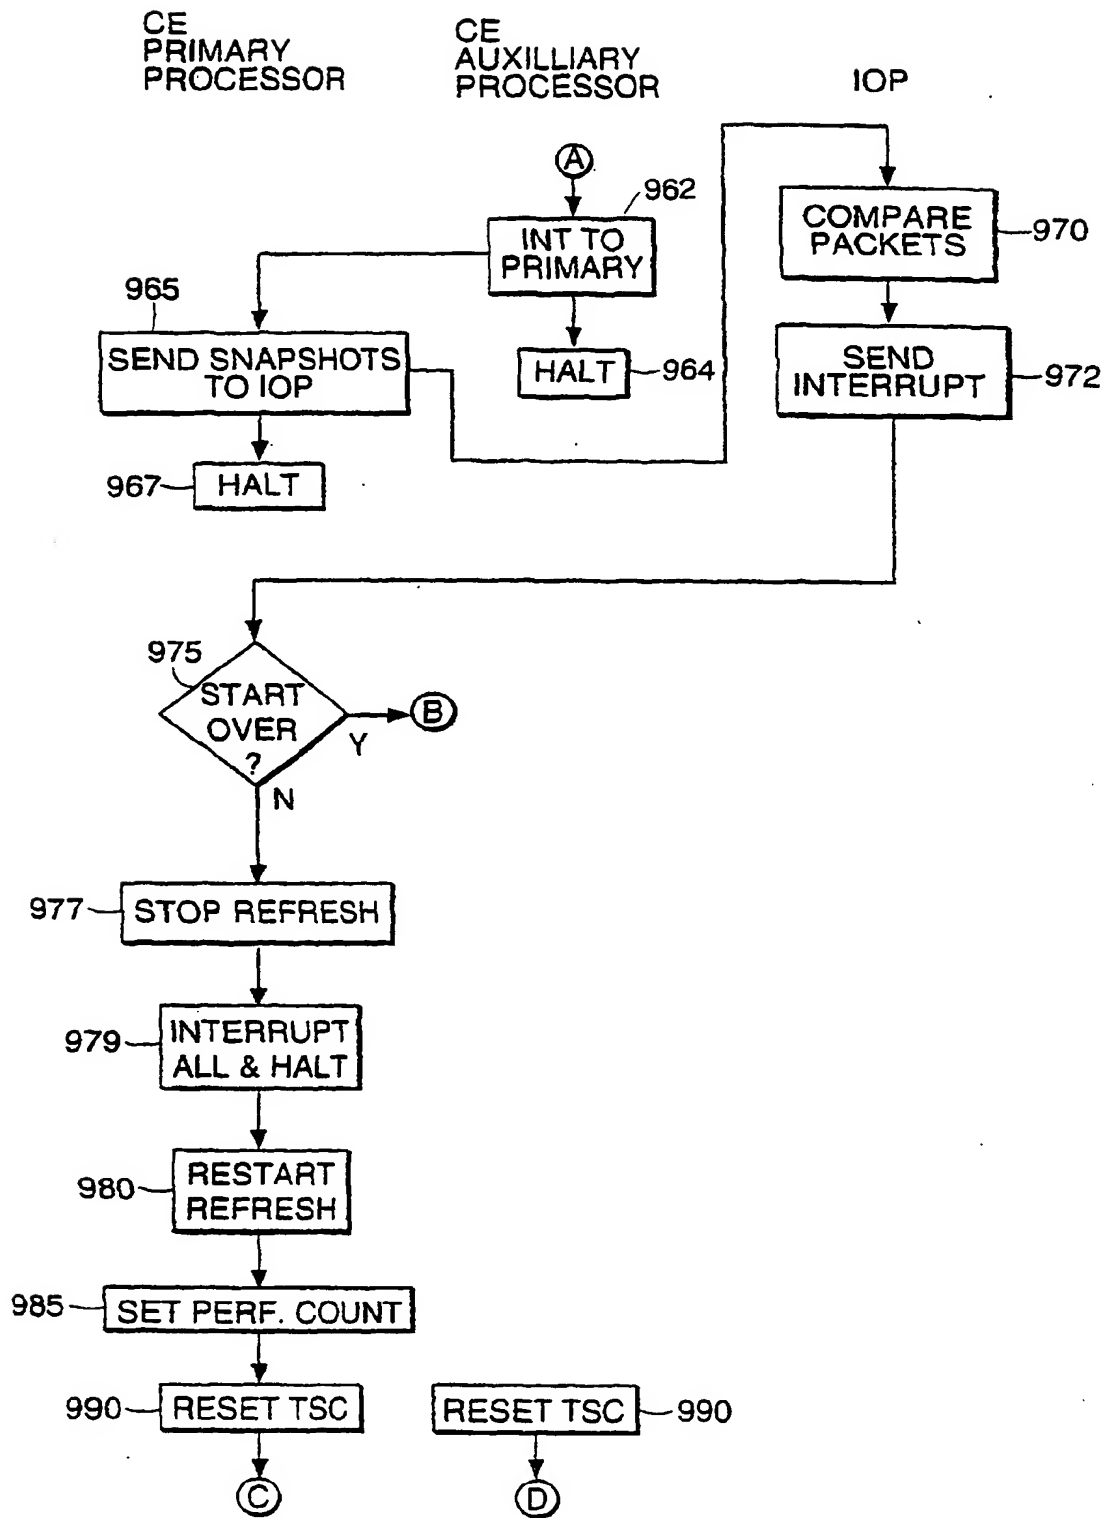 CE
PRIMARY
PROCESSOR
CE
AUXILLIARY
PROCESSOR
IOP
A
962
INT TO
PRIMARY
COMPARE
PACKETS
970
965
SEND SNAPSHOTS
TO IOP
HALT
964
SEND
INTERRUPT
972
967
HALT
975
START
OVER
?
B
Y
N
977
STOP REFRESH
979
INTERRUPT
ALL & HALT
980
RESTART
REFRESH
985
SET PERF. COUNT
990
RESET TSC
RESET TSC
990
C
D